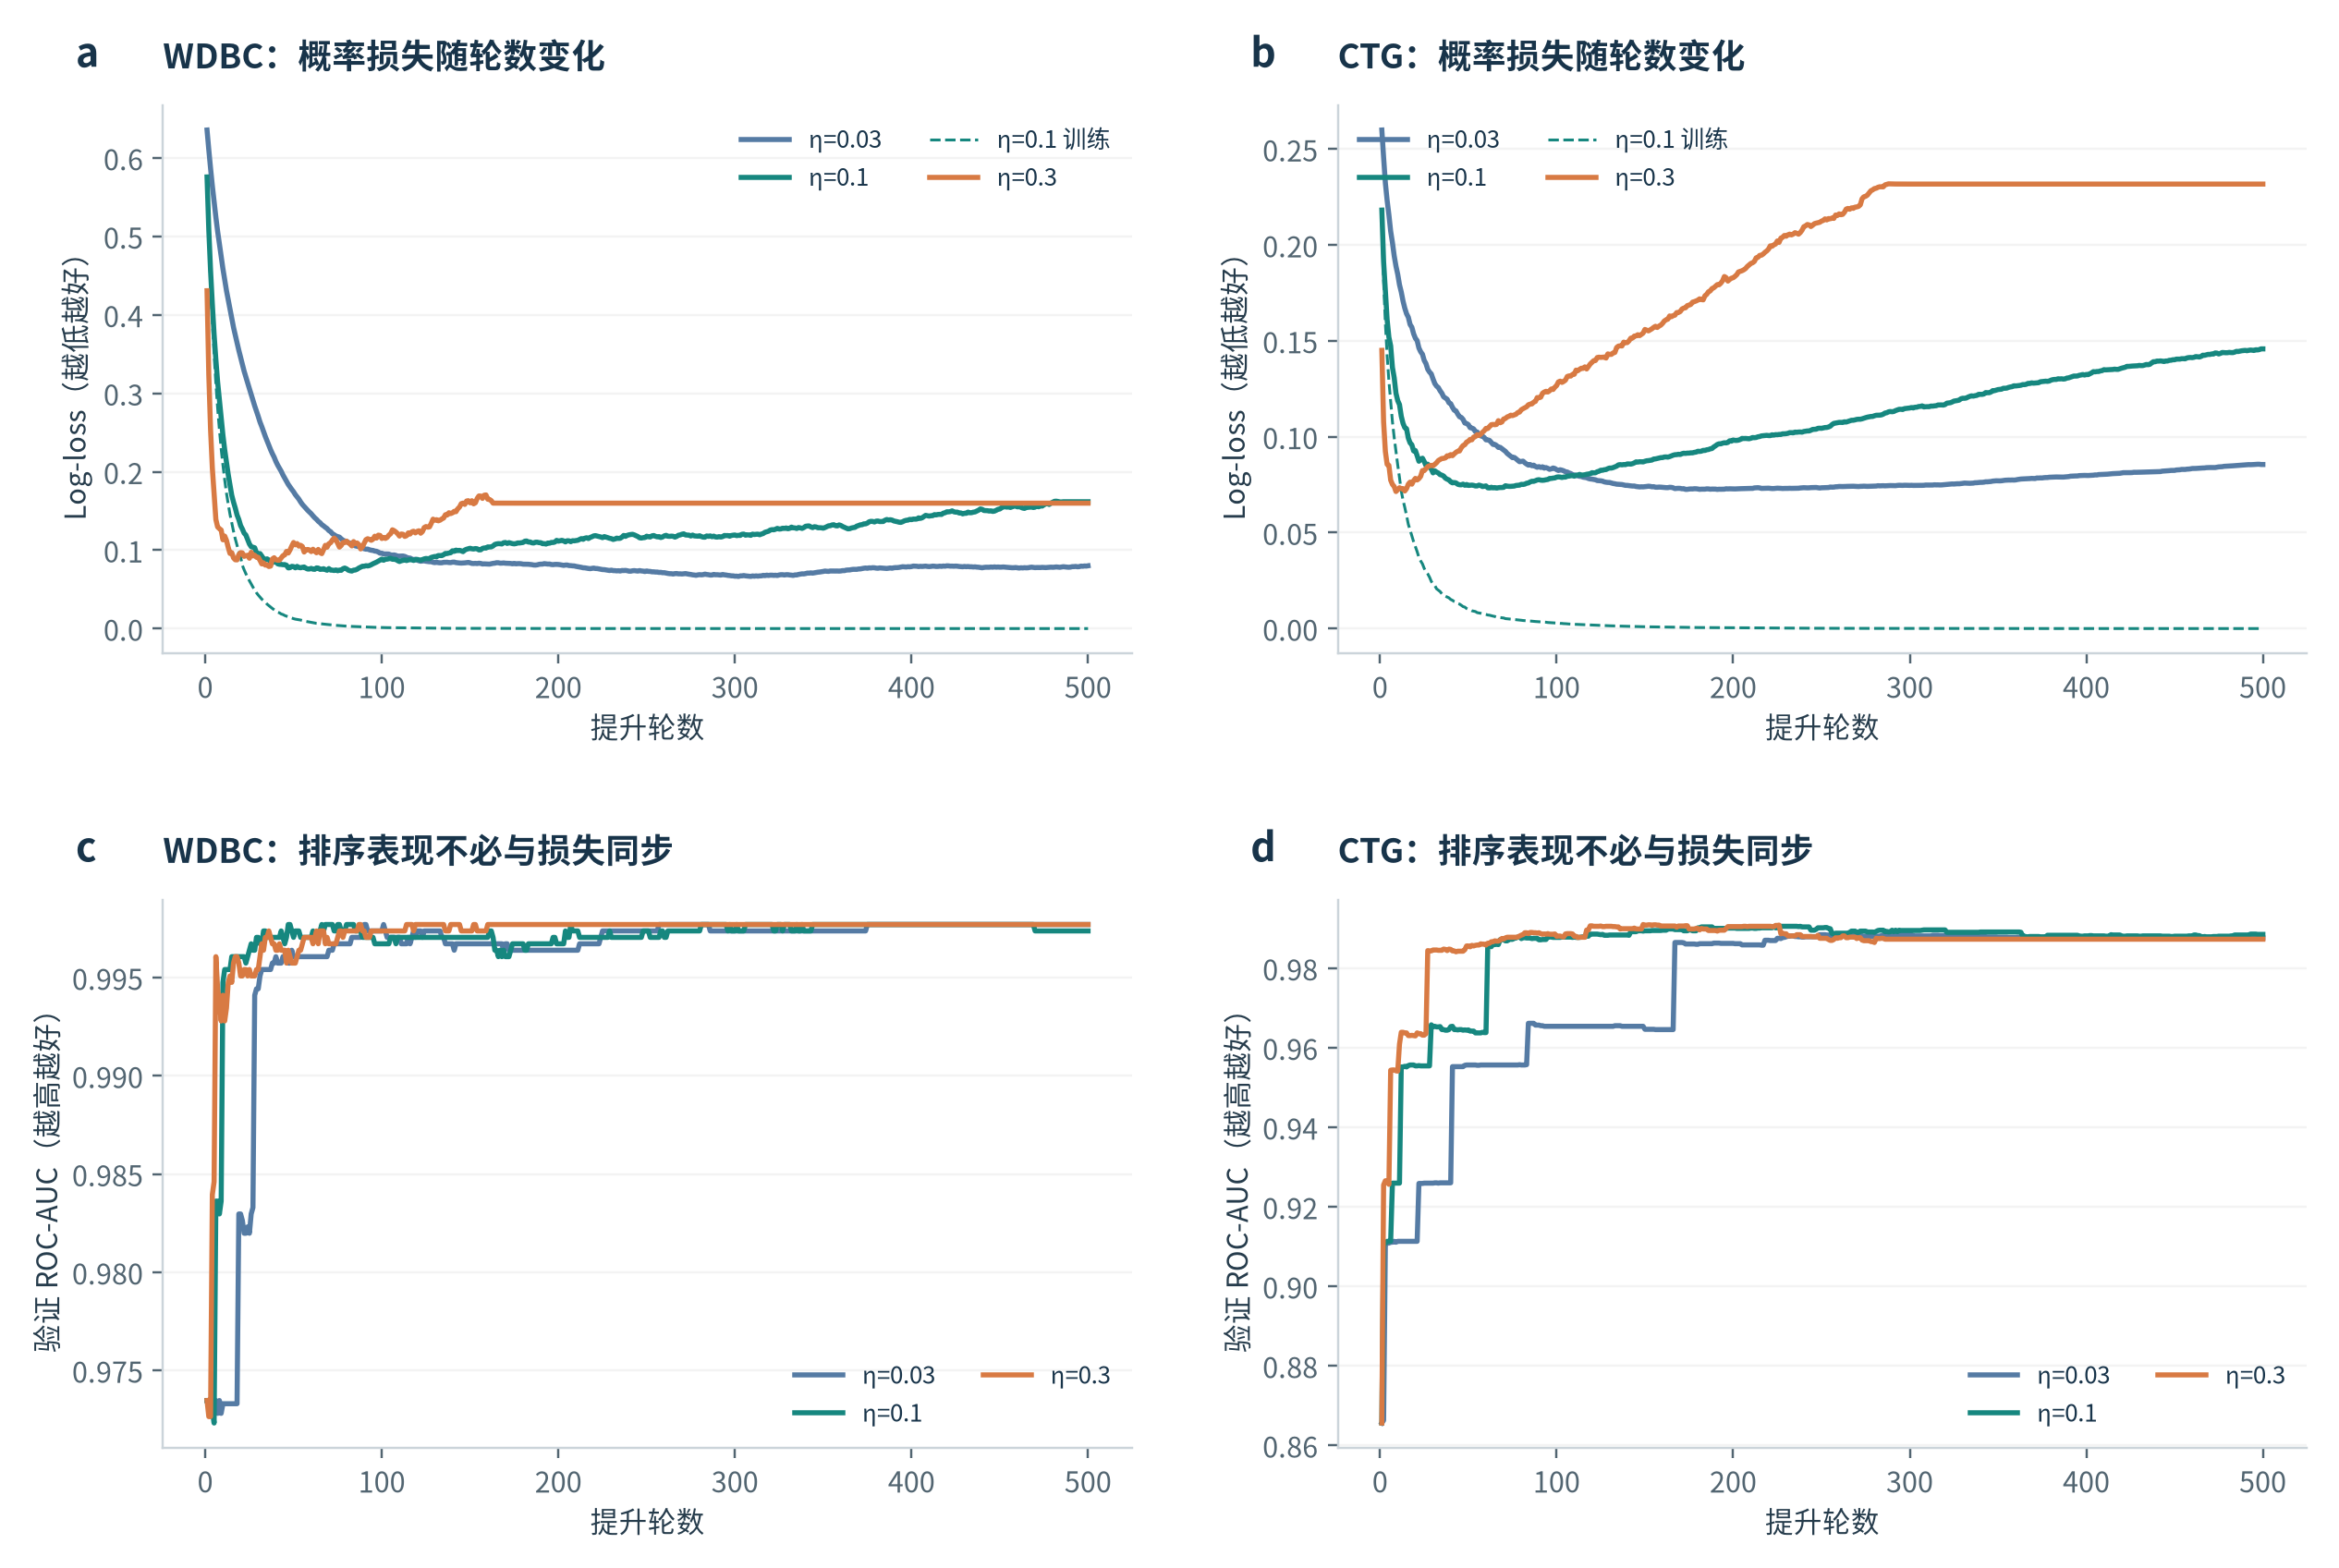 a WDBC：概率损失随轮数变化
η=0.03 η=0.1 训练
η=0.1 η=0.3
Log-loss（越低越好）
0.6
0.5
0.4
0.3
0.2
0.1
0.0
0 100 200 300 400 500
提升轮数
b CTG：概率损失随轮数变化
η=0.03 η=0.1 训练
η=0.1 η=0.3
Log-loss（越低越好）
0.25
0.20
0.15
0.10
0.05
0.00
0 100 200 300 400 500
提升轮数
c WDBC：排序表现不必与损失同步
验证 ROC-AUC（越高越好）
0.995
0.990
0.985
0.980
0.975
η=0.03 η=0.3
η=0.1
0 100 200 300 400 500
提升轮数
d CTG：排序表现不必与损失同步
验证 ROC-AUC（越高越好）
0.98
0.96
0.94
0.92
0.90
0.88
0.86
η=0.03 η=0.3
η=0.1
0 100 200 300 400 500
提升轮数